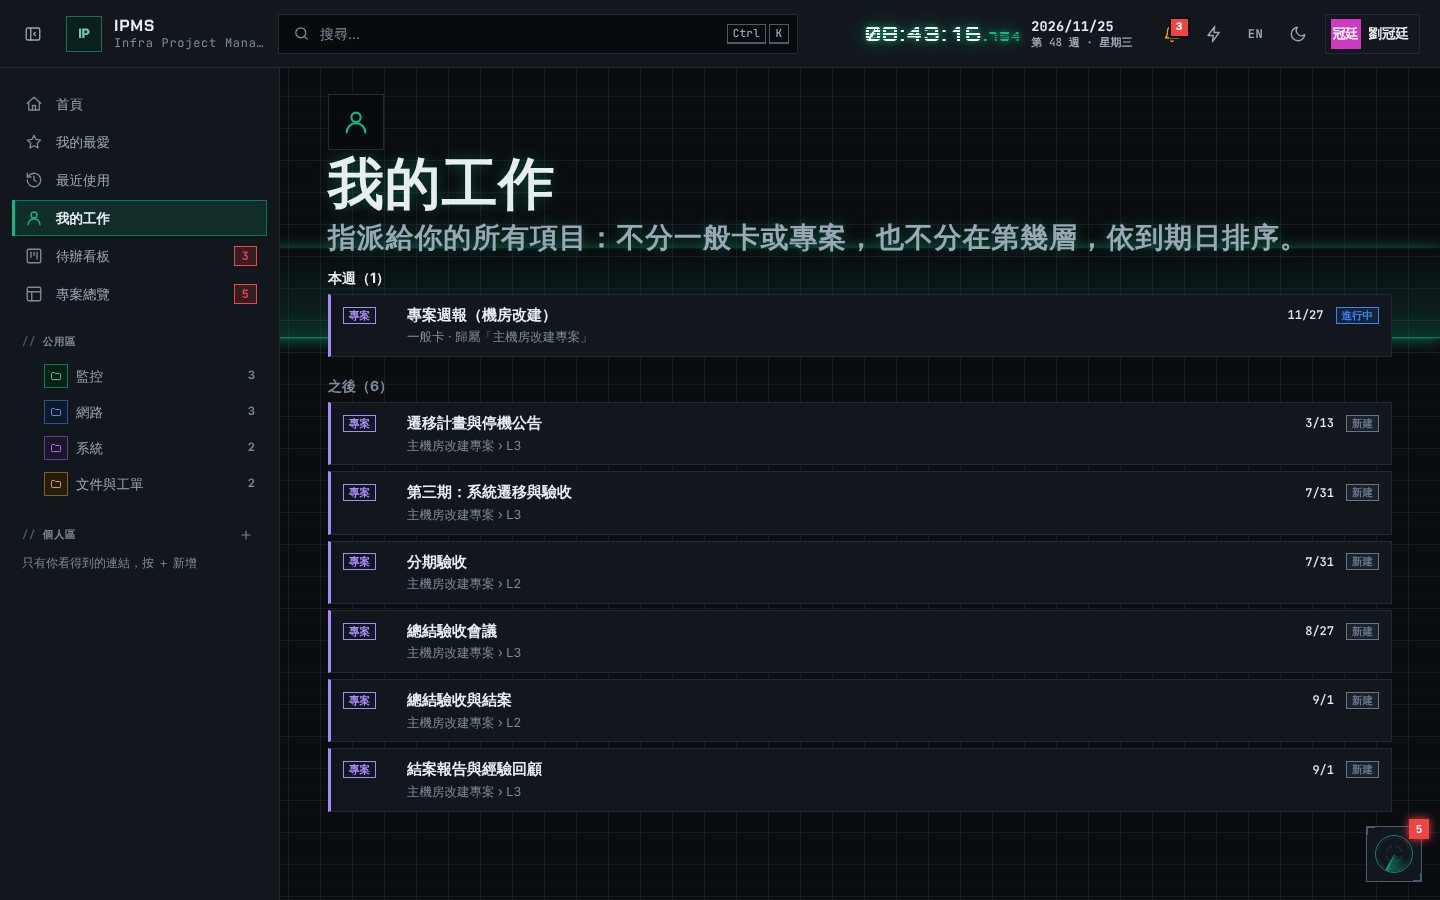 IP
IPMS
Infra Project Mana…
搜尋...
Ctrl K
08:43:16.784
2026/11/25
第 48 週 · 星期三
3
EN
冠廷 劉冠廷
首頁
我的最愛
最近使用
我的工作
待辦看板 3
專案總覽 5
// 公用區
監控 3
網路 3
系統 2
文件與工單 2
// 個人區 +
只有你看得到的連結，按 + 新增
我的工作
指派給你的所有項目：不分一般卡或專案，也不分在第幾層，依到期日排序。
本週（1）
專案 專案週報（機房改建） 11/27 進行中
一般卡 · 歸屬「主機房改建專案」
之後（6）
專案 遷移計畫與停機公告 3/13 新建
主機房改建專案 › L3
專案 第三期：系統遷移與驗收 7/31 新建
主機房改建專案 › L3
專案 分期驗收 7/31 新建
主機房改建專案 › L2
專案 總結驗收會議 8/27 新建
主機房改建專案 › L3
專案 總結驗收與結案 9/1 新建
主機房改建專案 › L2
專案 結案報告與經驗回顧 9/1 新建
主機房改建專案 › L3
5